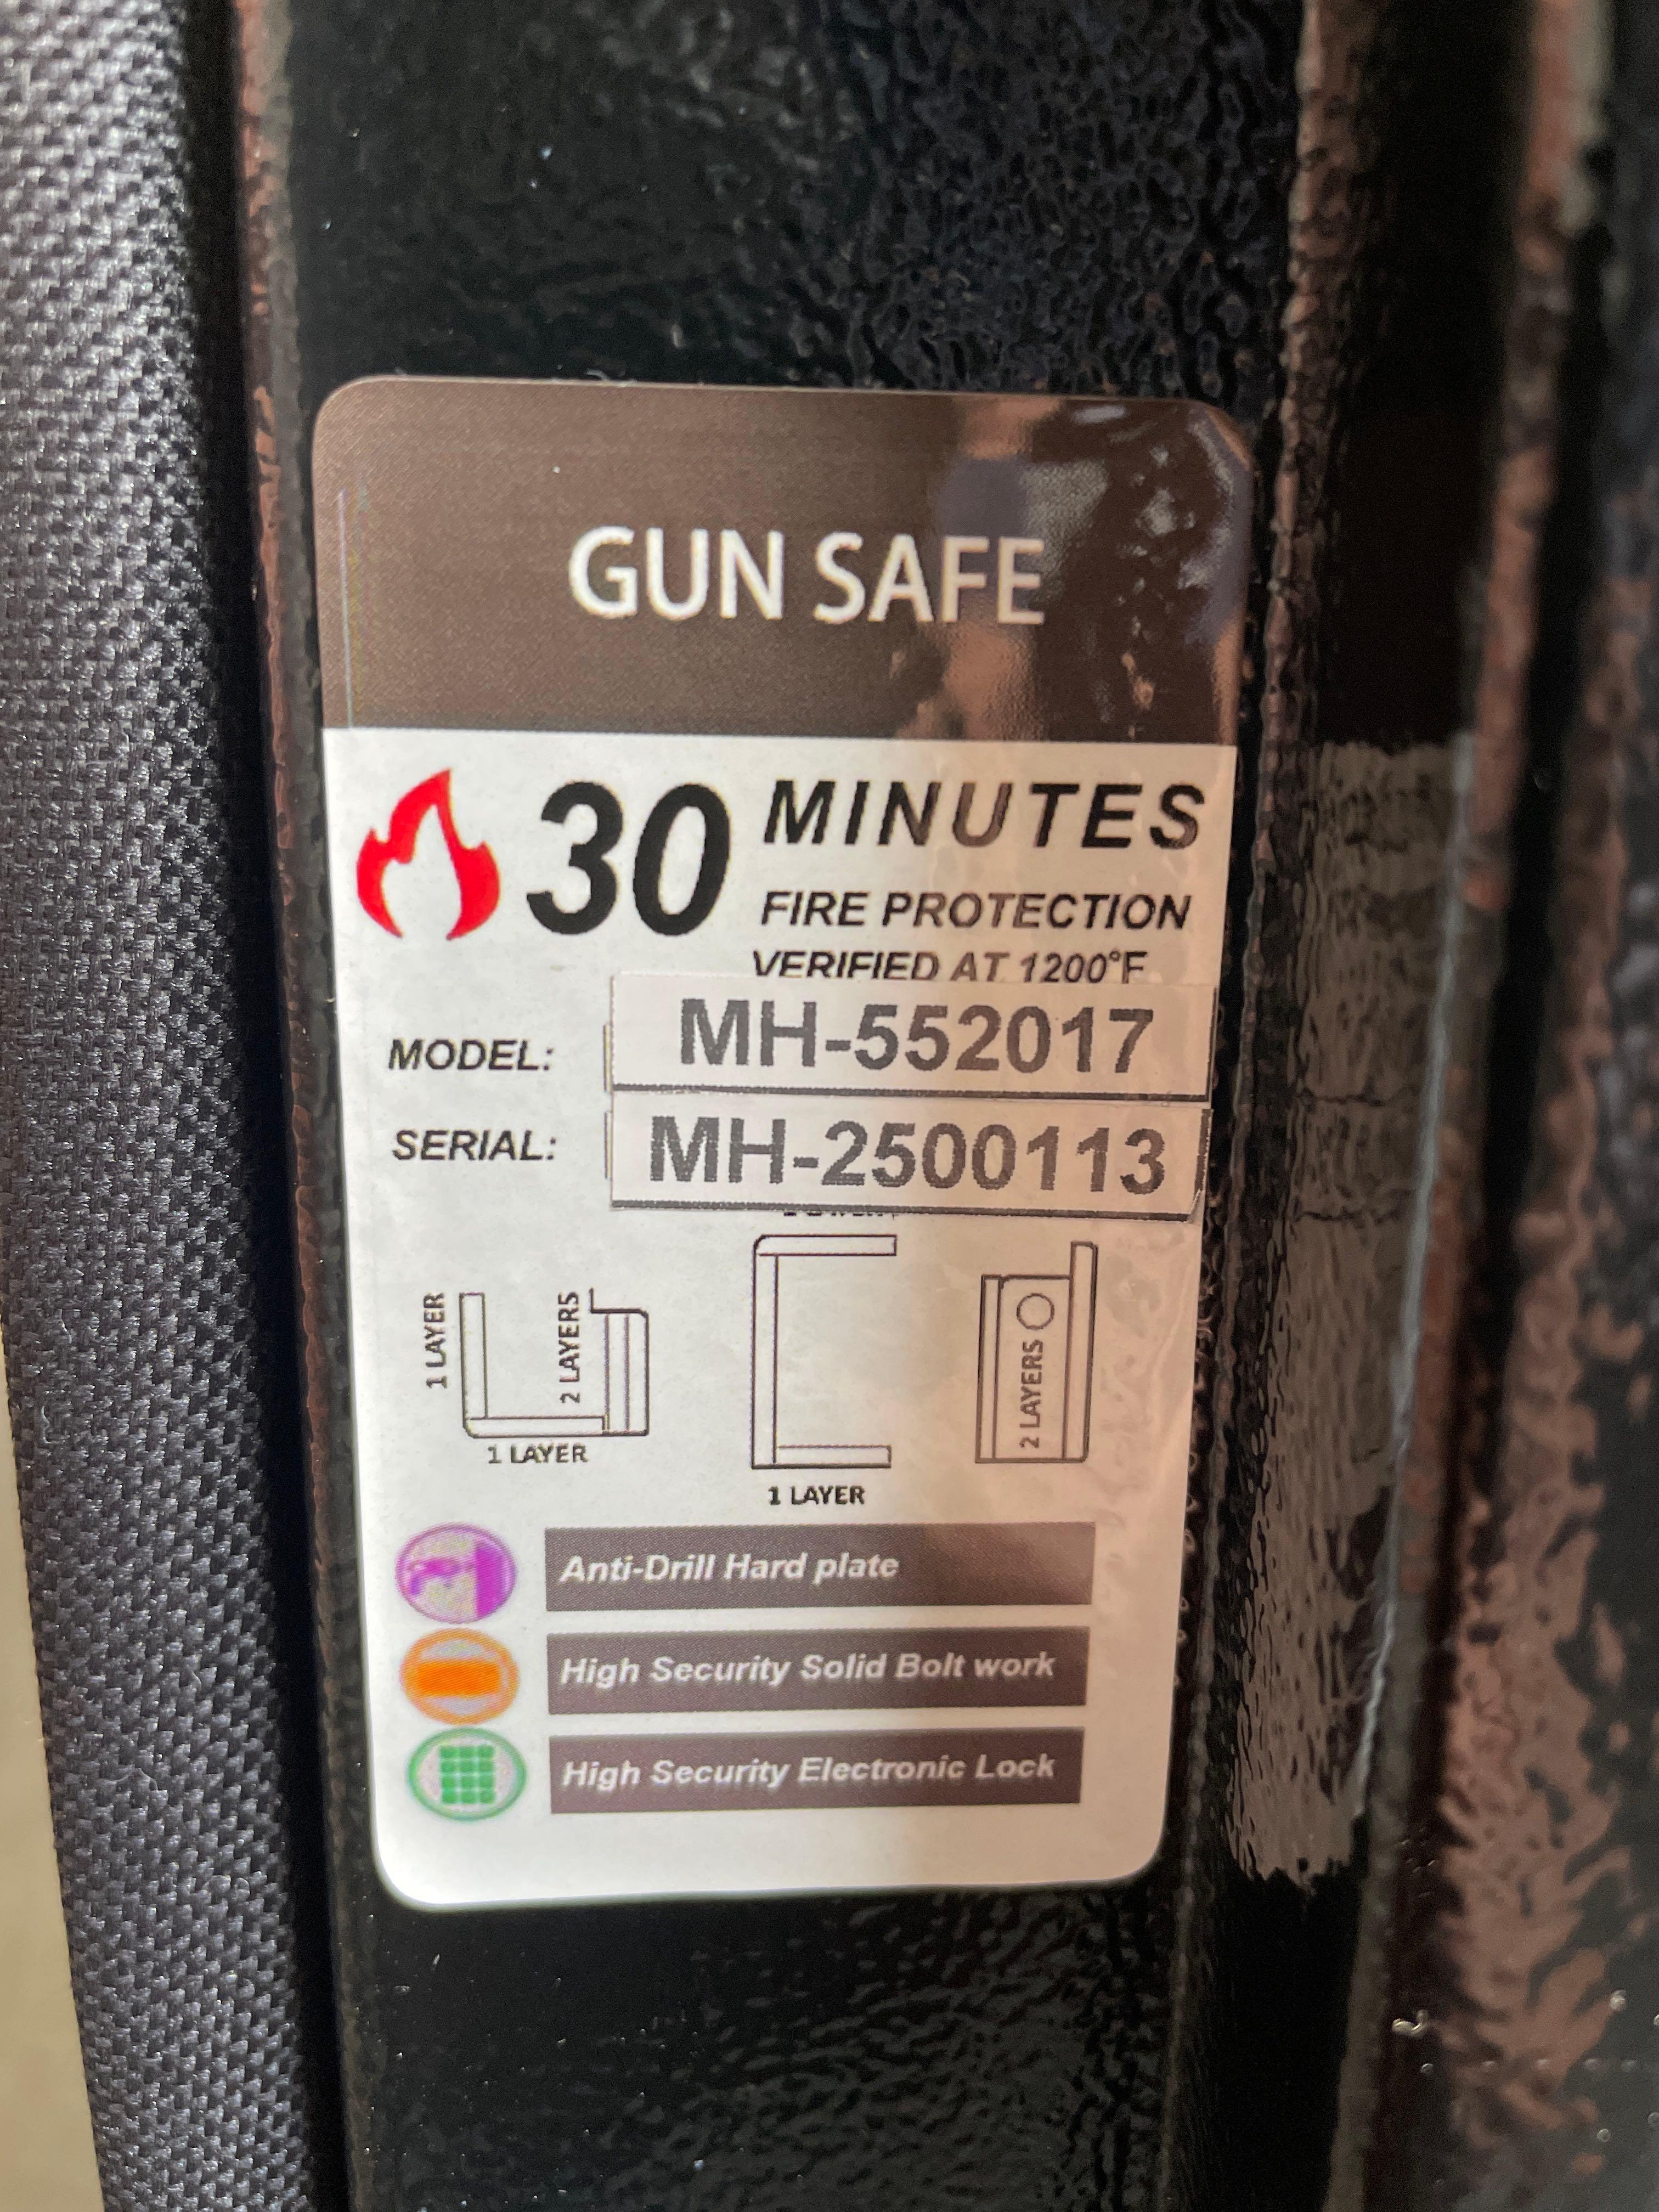 GUN SAFE
30 MINUTES
FIRE PROTECTION
VERIFIED AT 1200°F
MODEL: MH-552017
SERIAL: MH-2500113
1 LAYER
2 LAYERS
1 LAYER
1 LAYER
2 LAYERS
Anti-Drill Hard plate
High Security Solid Bolt work
High Security Electronic Lock